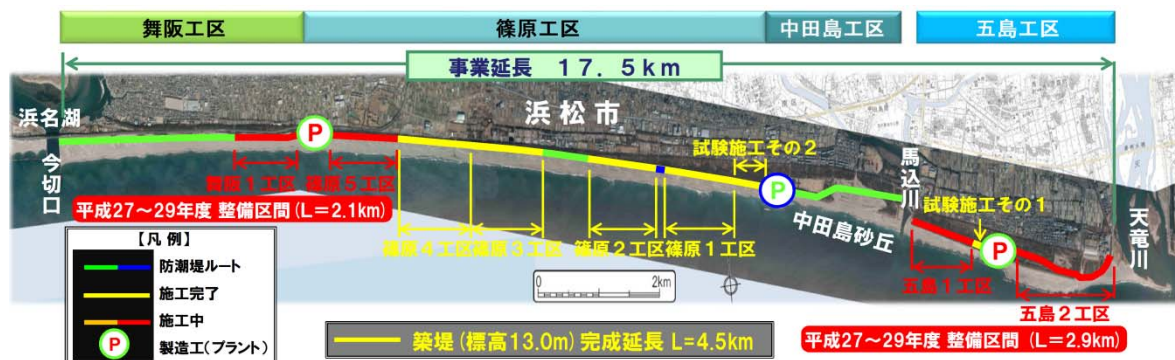 舞阪工区
篠原工区
中田島工区
五島工区
事業延長 17.5km
浜名湖
今切口
浜松市
馬込川
天竜川
中田島砂丘
試験施工その2
試験施工その1
P
P
P
舞阪1工区
篠原5工区
篠原4工区
篠原3工区
篠原2工区
篠原1工区
五島1工区
五島2工区
平成27~29年度 整備区間(L=2.1km)
平成27~29年度 整備区間 (L=2.9km)
【凡 例】
防潮堤ルート
施工完了
施工中
P 製造工(プラント)
0 2km
築堤(標高13.0m)完成延長 L=4.5km